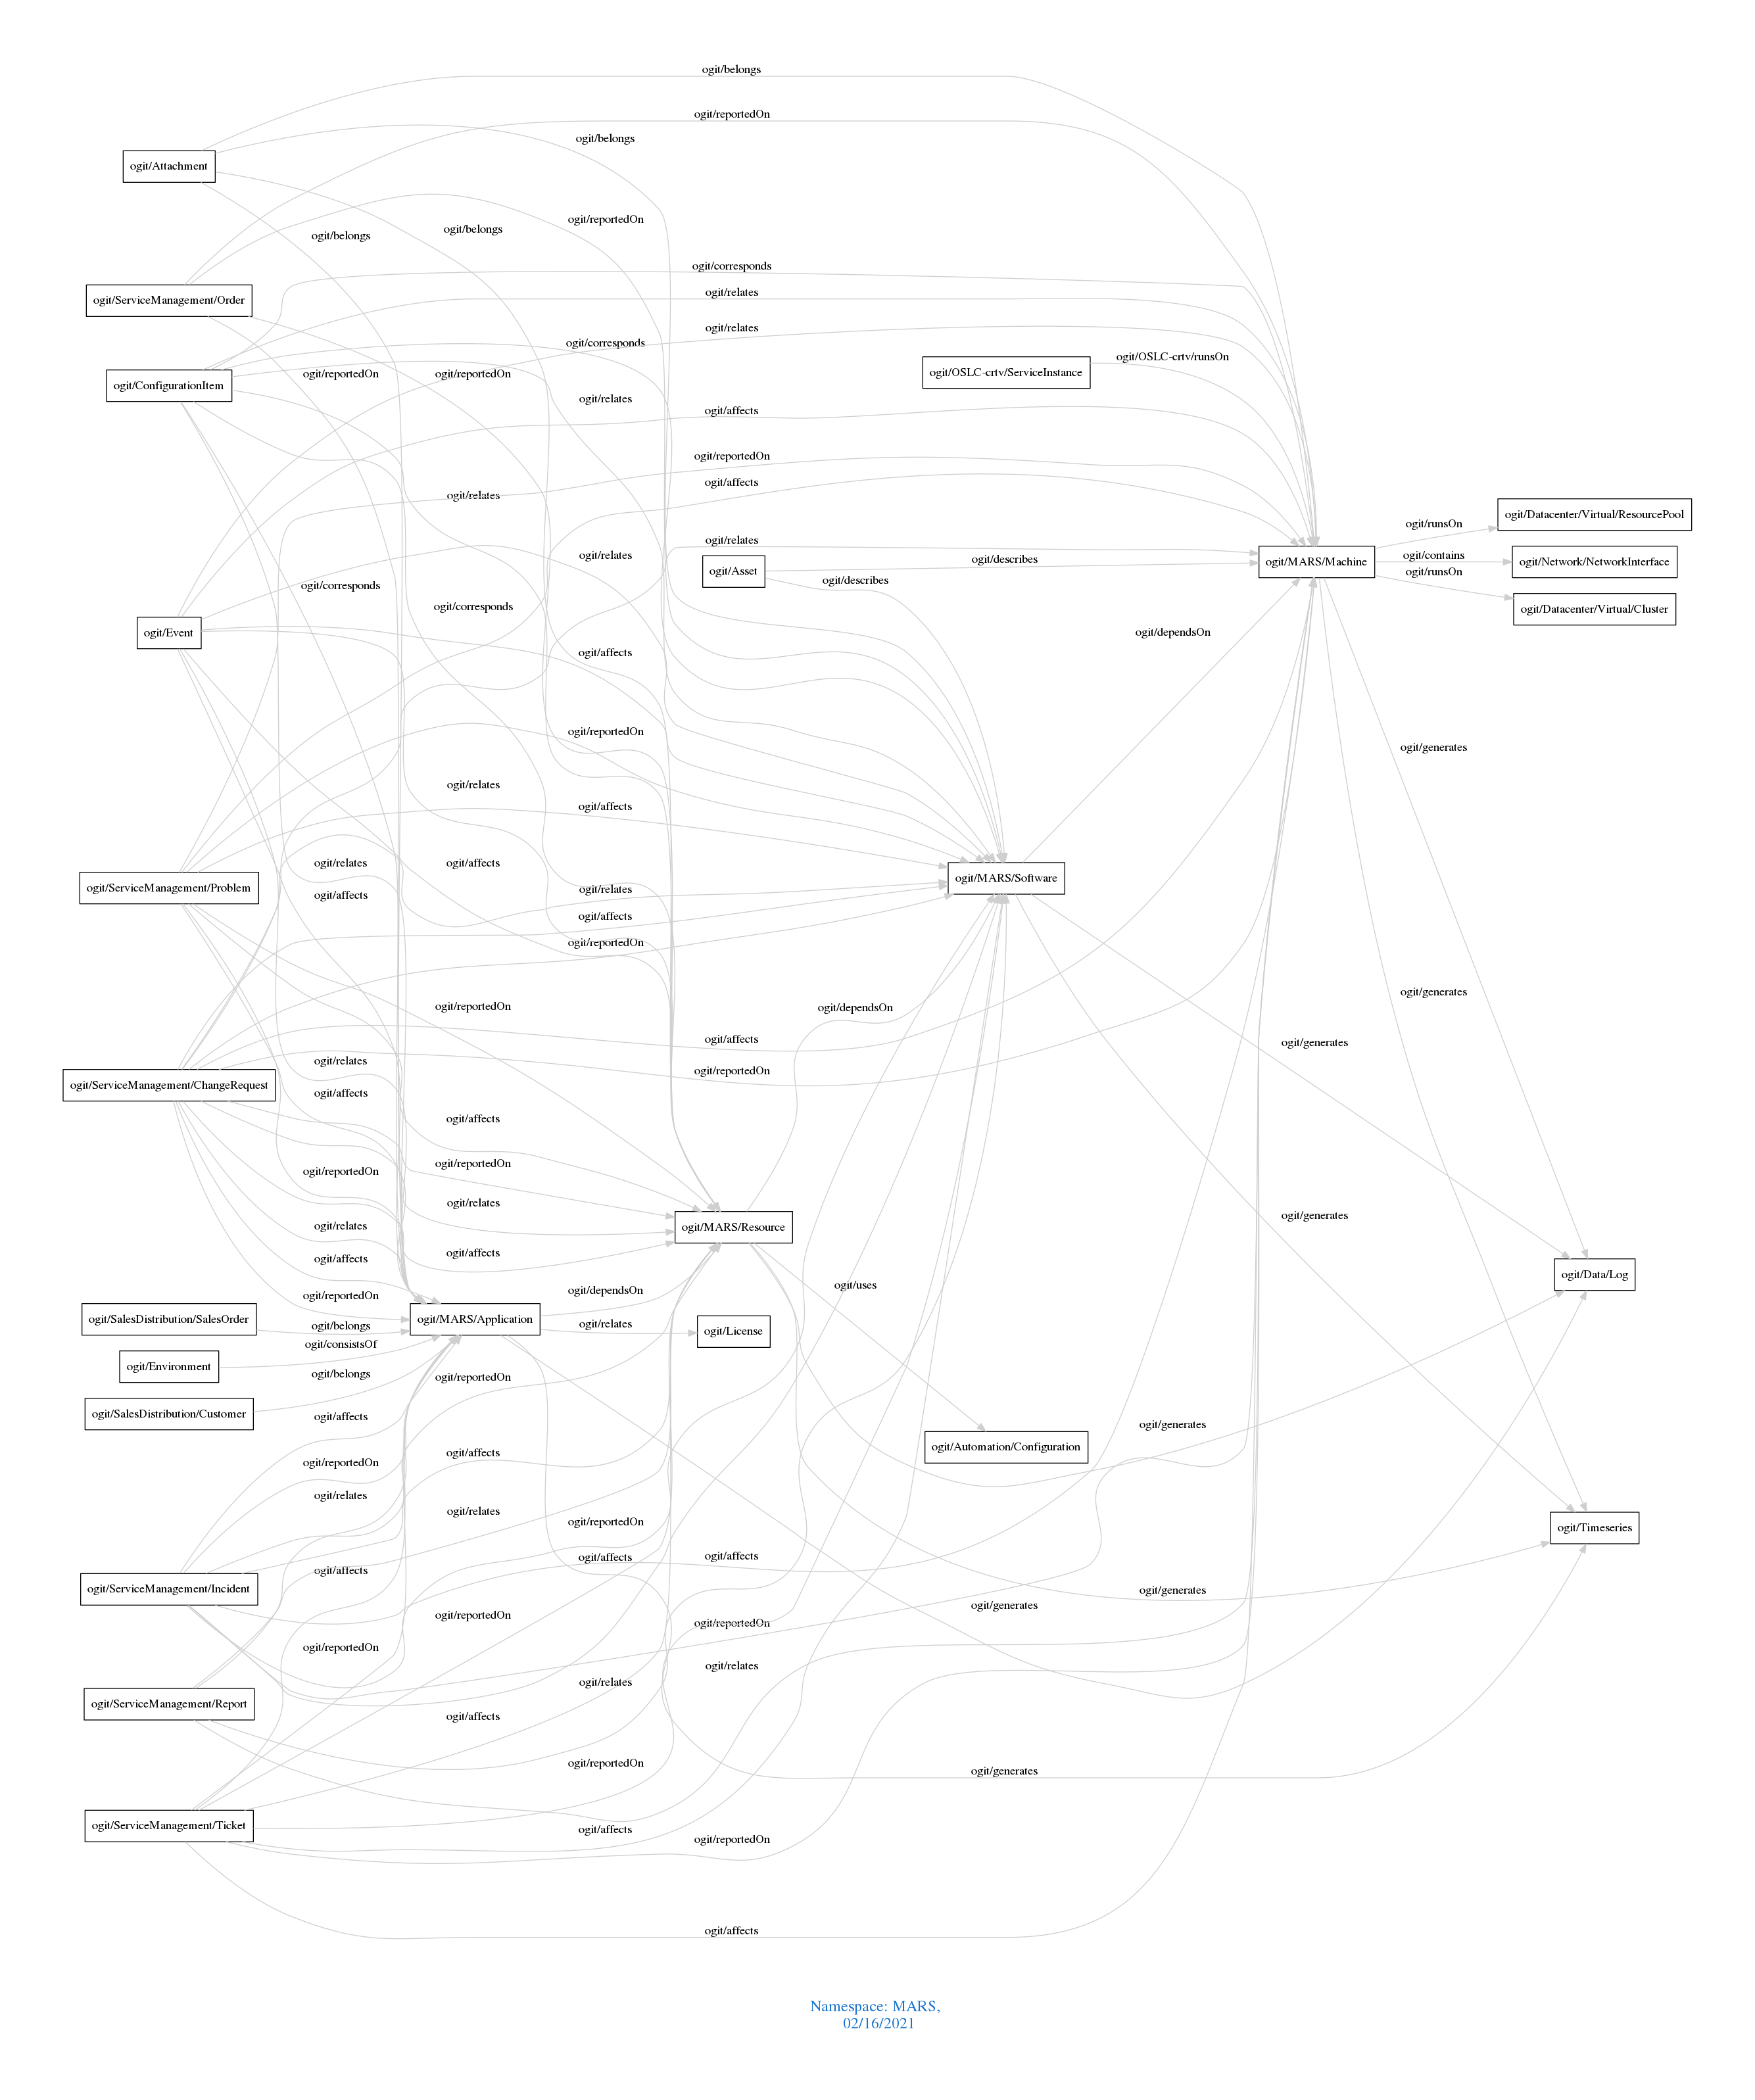 ogit/belongs
ogit/reportedOn
ogit/belongs
ogit/Attachment
ogit/reportedOn
ogit/belongs
ogit/belongs
ogit/corresponds
ogit/relates
ogit/ServiceManagement/Order
ogit/relates
ogit/corresponds
ogit/OSLC-crtv/runsOn
ogit/OSLC-crtv/ServiceInstance
ogit/reportedOn
ogit/reportedOn
ogit/ConfigurationItem
ogit/relates
ogit/affects
ogit/reportedOn
ogit/affects
ogit/relates
ogit/Datacenter/Virtual/ResourcePool
ogit/runsOn
ogit/relates
ogit/relates
ogit/describes
ogit/contains
ogit/MARS/Machine
ogit/Network/NetworkInterface
ogit/Asset
ogit/runsOn
ogit/describes
ogit/corresponds
ogit/corresponds
ogit/Datacenter/Virtual/Cluster
ogit/Event
ogit/dependsOn
ogit/affects
ogit/reportedOn
ogit/generates
ogit/relates
ogit/affects
ogit/relates
ogit/affects
ogit/MARS/Software
ogit/ServiceManagement/Problem
ogit/relates
ogit/affects
ogit/affects
ogit/reportedOn
ogit/generates
ogit/reportedOn
ogit/dependsOn
ogit/affects
ogit/generates
ogit/relates
ogit/reportedOn
ogit/ServiceManagement/ChangeRequest
ogit/affects
ogit/affects
ogit/reportedOn
ogit/reportedOn
ogit/relates
ogit/generates
ogit/relates
ogit/MARS/Resource
ogit/affects
ogit/affects
ogit/Data/Log
ogit/uses
ogit/dependsOn
ogit/reportedOn
ogit/SalesDistribution/SalesOrder
ogit/MARS/Application
ogit/belongs
ogit/relates
ogit/License
ogit/consistsOf
ogit/Environment
ogit/belongs
ogit/reportedOn
ogit/SalesDistribution/Customer
ogit/affects
ogit/generates
ogit/Automation/Configuration
ogit/affects
ogit/reportedOn
ogit/relates
ogit/relates
ogit/reportedOn
ogit/Timeseries
ogit/affects
ogit/affects
ogit/affects
ogit/ServiceManagement/Incident
ogit/generates
ogit/generates
ogit/reportedOn
ogit/reportedOn
ogit/reportedOn
ogit/relates
ogit/relates
ogit/ServiceManagement/Report
ogit/affects
ogit/reportedOn
ogit/generates
ogit/ServiceManagement/Ticket
ogit/affects
ogit/reportedOn
ogit/affects
Namespace: MARS,
02/16/2021